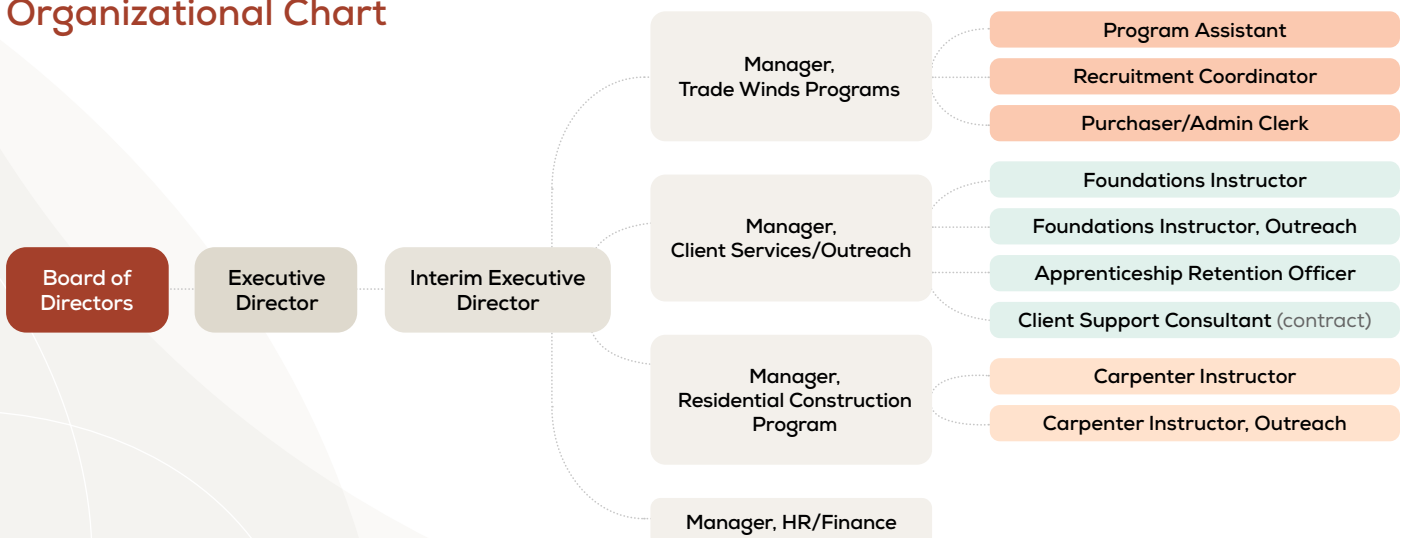 Organizational Chart
Board of
Directors
Executive
Director
Interim Executive
Director
Manager,
Trade Winds Programs
Program Assistant
Recruitment Coordinator
Purchaser/Admin Clerk
Manager,
Client Services/Outreach
Foundations Instructor
Foundations Instructor, Outreach
Apprenticeship Retention Officer
Client Support Consultant (contract)
Manager,
Residential Construction
Program
Carpenter Instructor
Carpenter Instructor, Outreach
Manager, HR/Finance